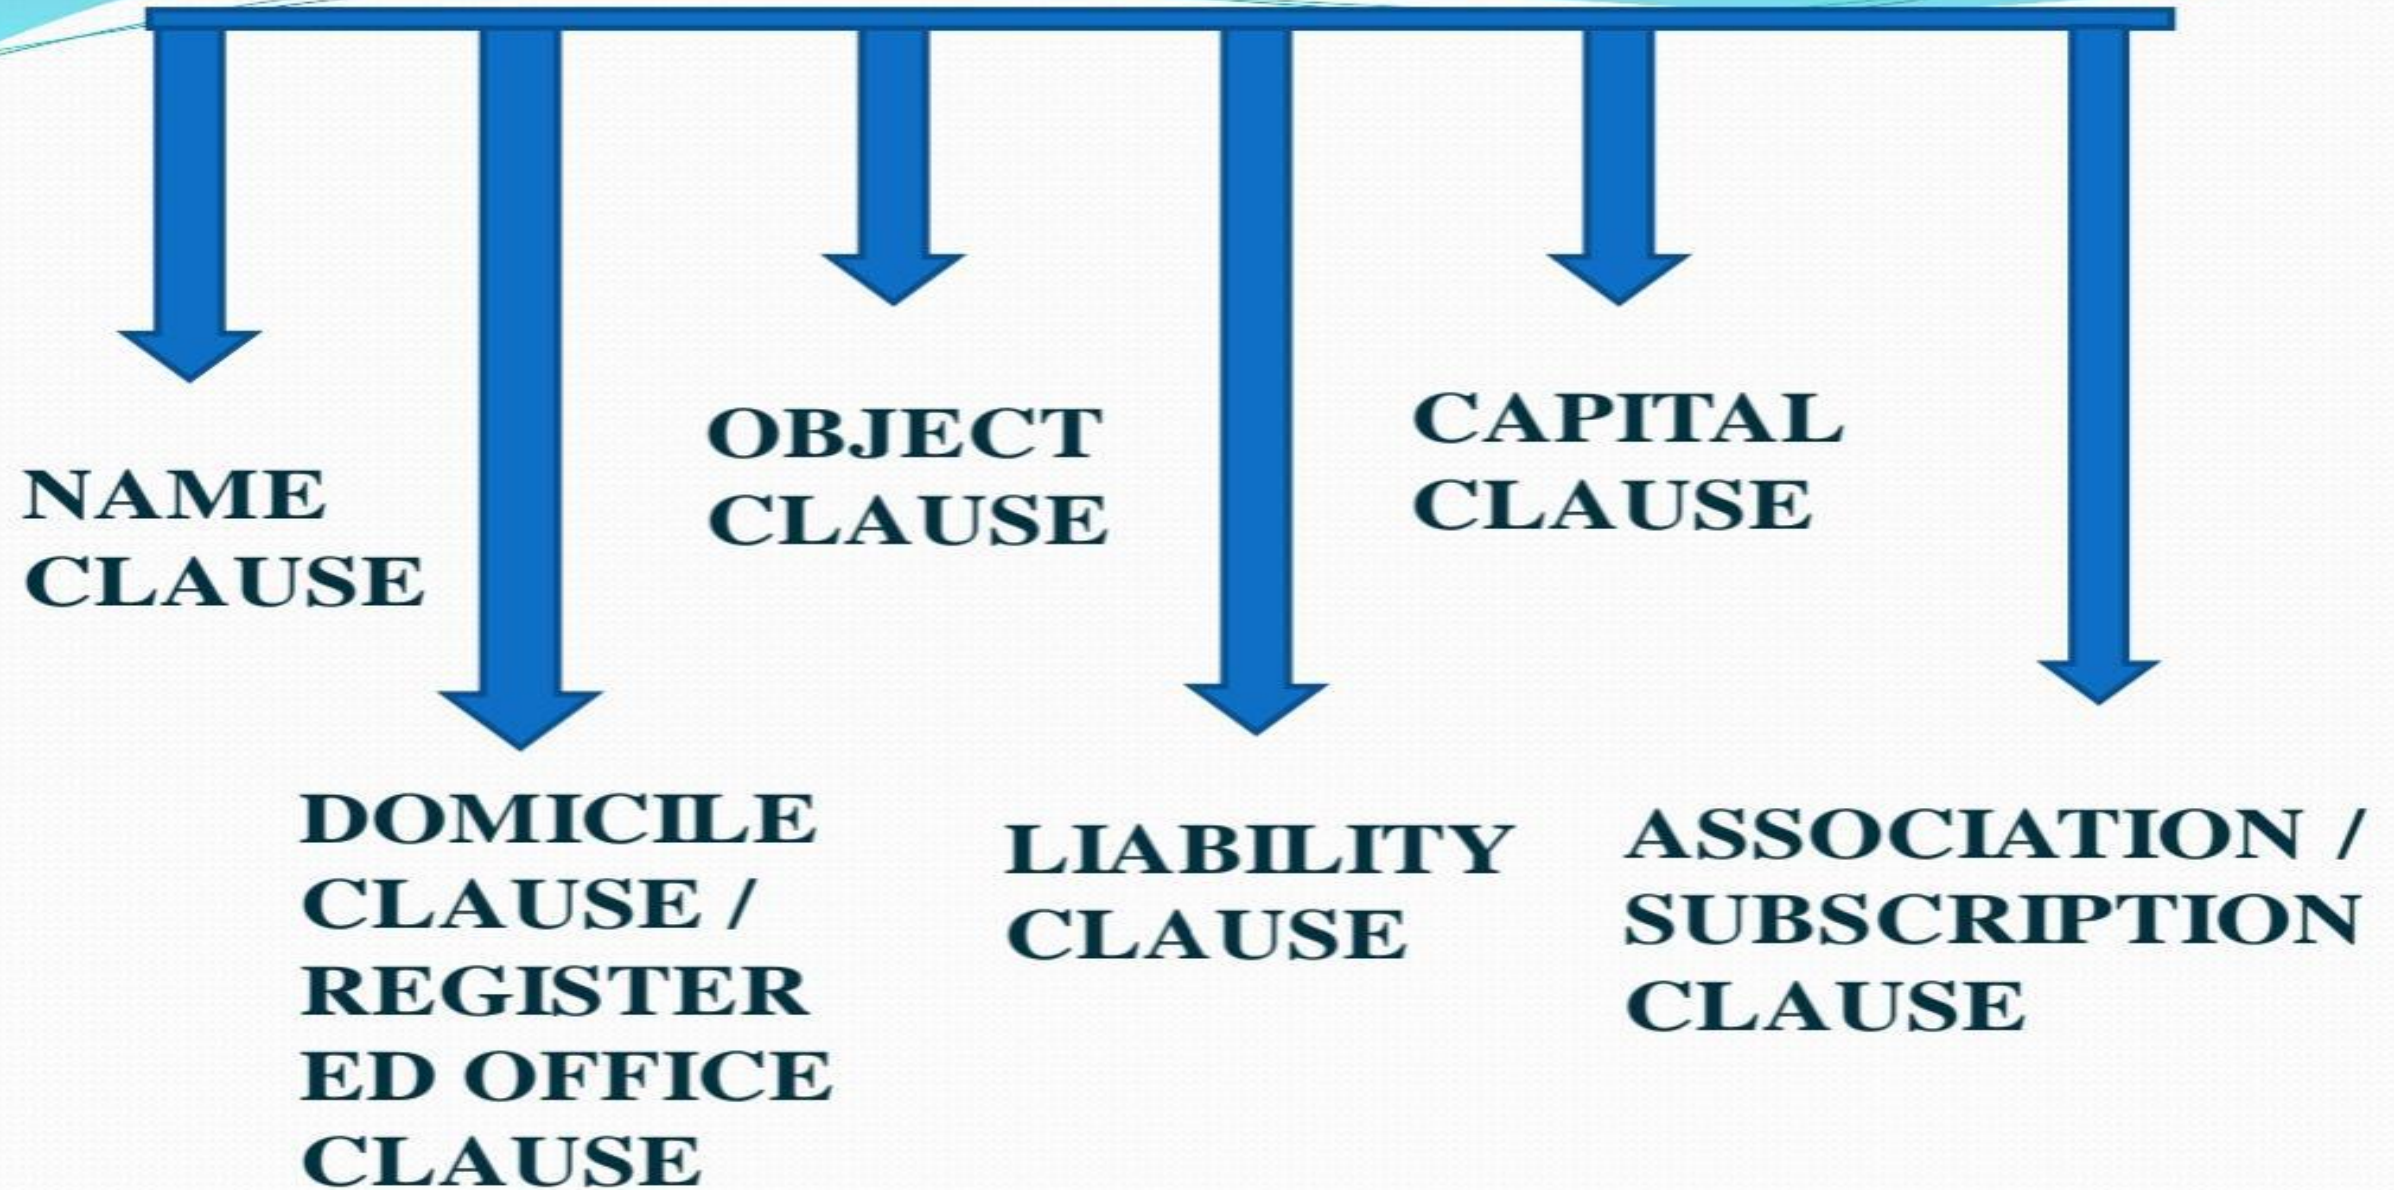 NAME
CLAUSE
DOMICILE
CLAUSE /
REGISTER
ED OFFICE
CLAUSE
OBJECT
CLAUSE
LIABILITY
CLAUSE
CAPITAL
CLAUSE
ASSOCIATION /
SUBSCRIPTION
CLAUSE